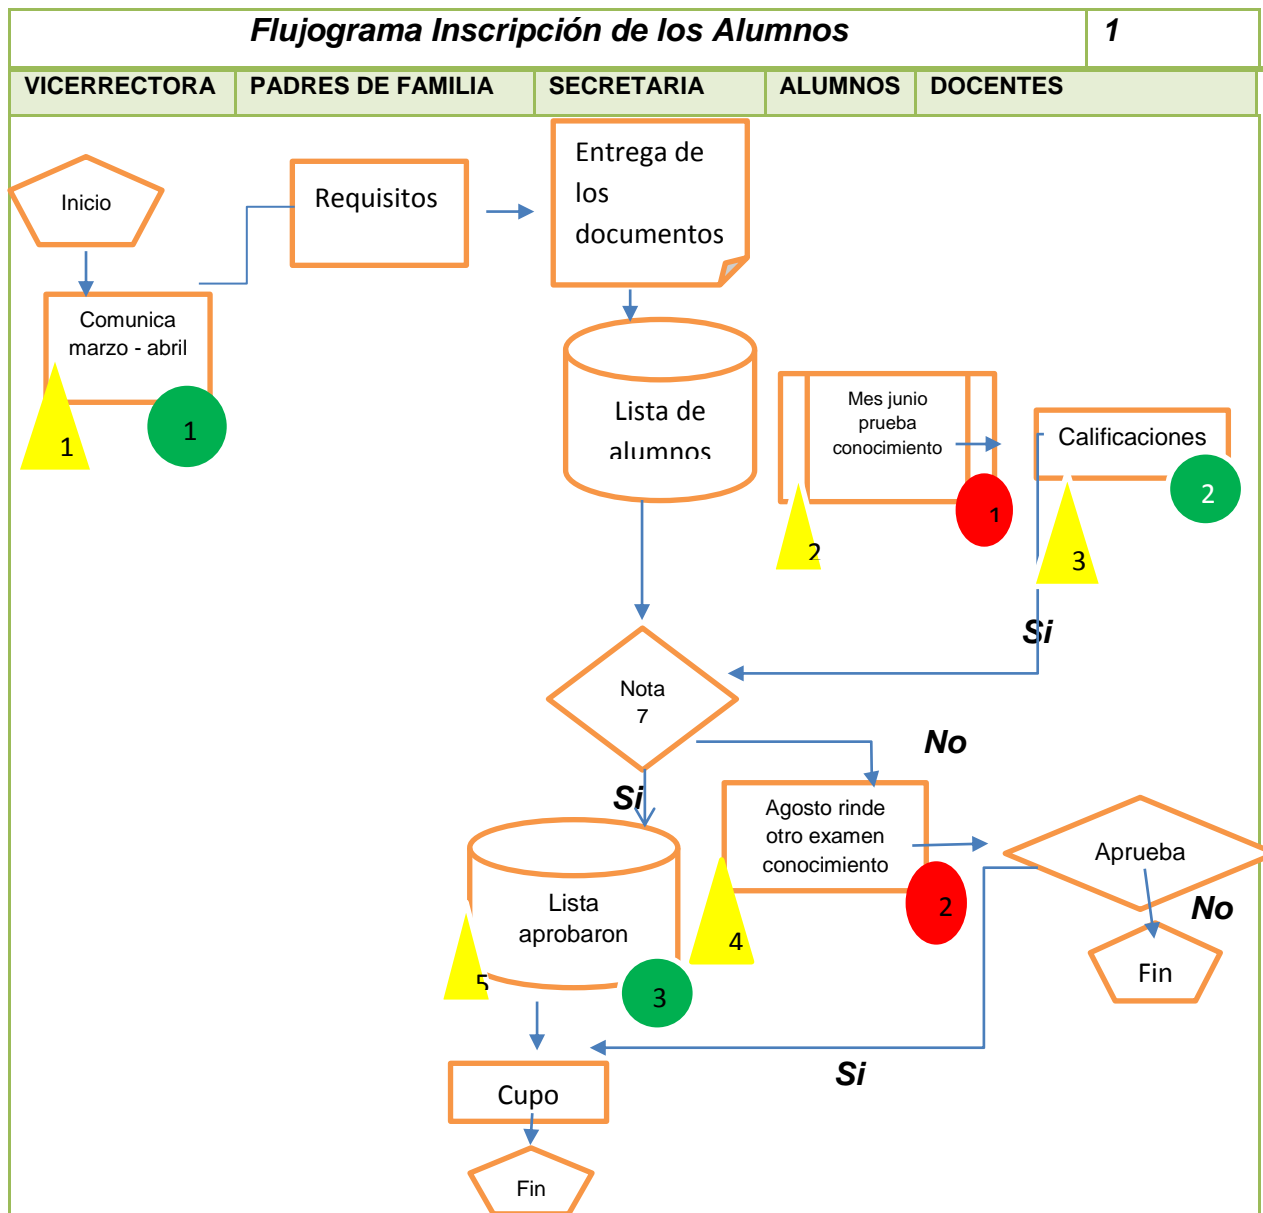 Flujograma Inscripción de los Alumnos 1
VICERRECTORA PADRES DE FAMILIA SECRETARIA ALUMNOS DOCENTES
Inicio
Requisitos
Entrega de
los
documentos
Comunica
marzo - abril
1
1
Lista de
alumnos
Mes junio
prueba
conocimiento
2
1
Calificaciones
3
2
Si
Nota
7
No
Si
Agosto rinde
otro examen
conocimiento
4
2
Aprueba
No
Fin
Lista
aprobaron
5
3
Si
Cupo
Fin